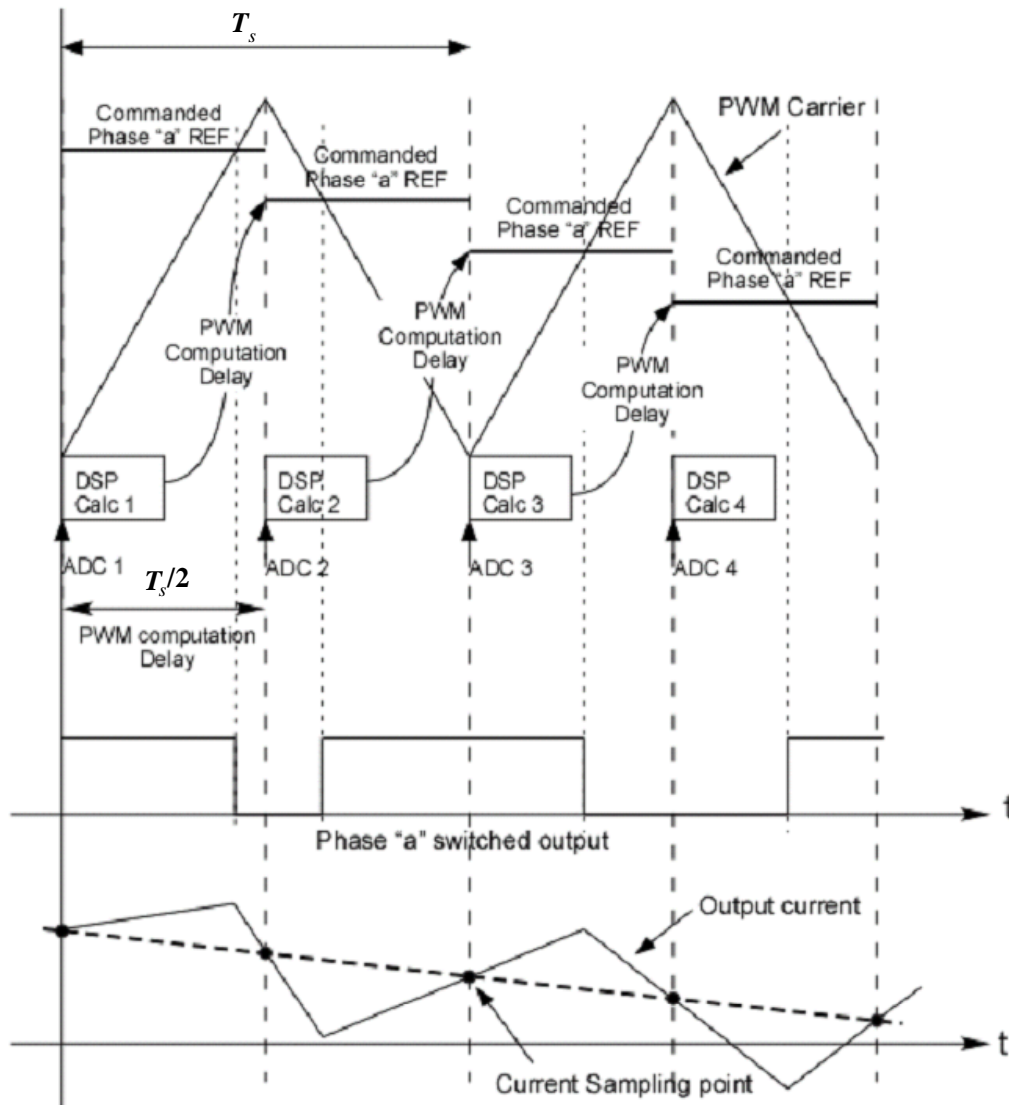 T_s
Commanded
Phase "a" REF
PWM Carrier
Commanded
Phase "a" REF
Commanded
Phase "a" REF
Commanded
Phase "a" REF
PWM
Computation
Delay
PWM
Computation
Delay
PWM
Computation
Delay
DSP
Calc 1
DSP
Calc 2
DSP
Calc 3
DSP
Calc 4
ADC 1
ADC 2
ADC 3
ADC 4
T_s/2
PWM computation
Delay
t
Phase "a" switched output
Output current
t
Current Sampling point